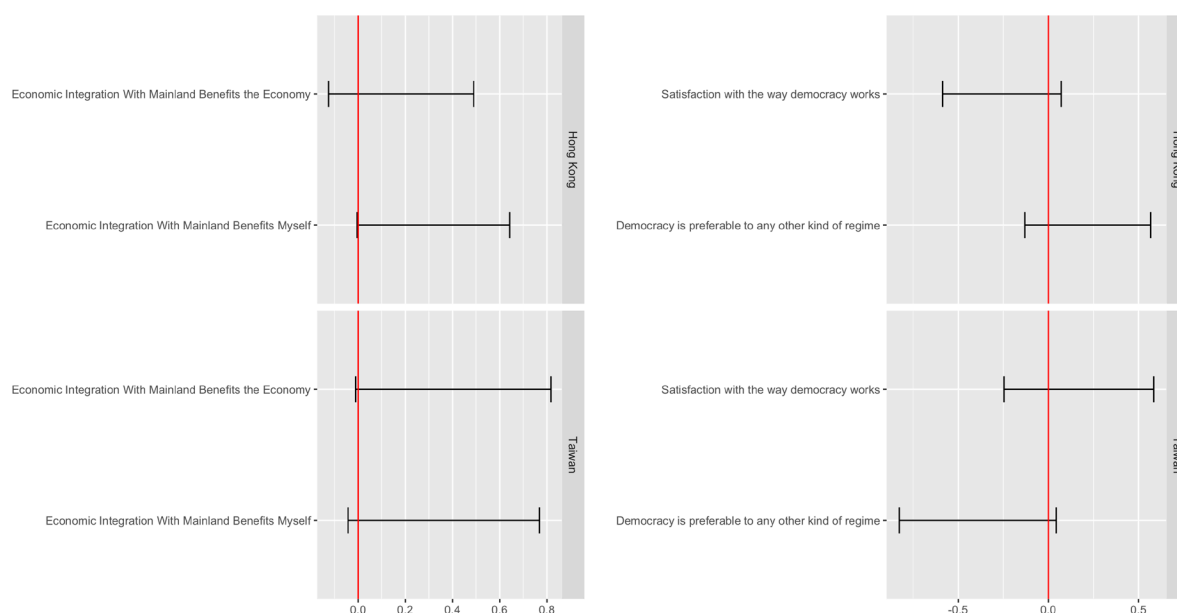 Economic Integration With Mainland Benefits the Economy
Economic Integration With Mainland Benefits Myself
Hong Kong
Economic Integration With Mainland Benefits the Economy
Economic Integration With Mainland Benefits Myself
Taiwan
0.0 0.2 0.4 0.6 0.8
Satisfaction with the way democracy works
Democracy is preferable to any other kind of regime
Hong Kong
Satisfaction with the way democracy works
Democracy is preferable to any other kind of regime
Taiwan
-0.5 0.0 0.5